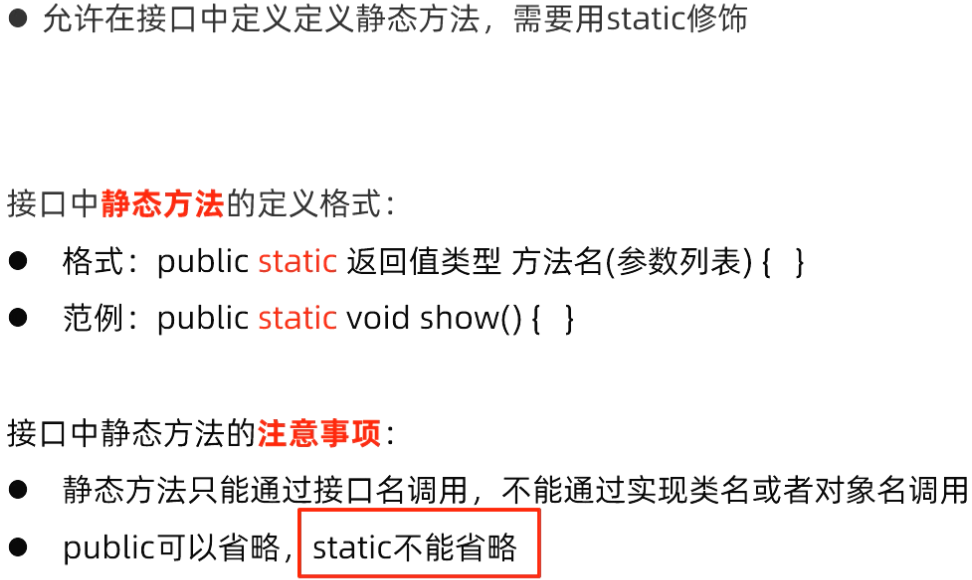 ● 允许在接口中定义定义静态方法，需要用static修饰
接口中静态方法的定义格式：
● 格式：public static 返回值类型 方法名(参数列表) { }
● 范例：public static void show() { }
接口中静态方法的注意事项：
● 静态方法只能通过接口名调用，不能通过实现类名或者对象名调用
● public可以省略，static不能省略